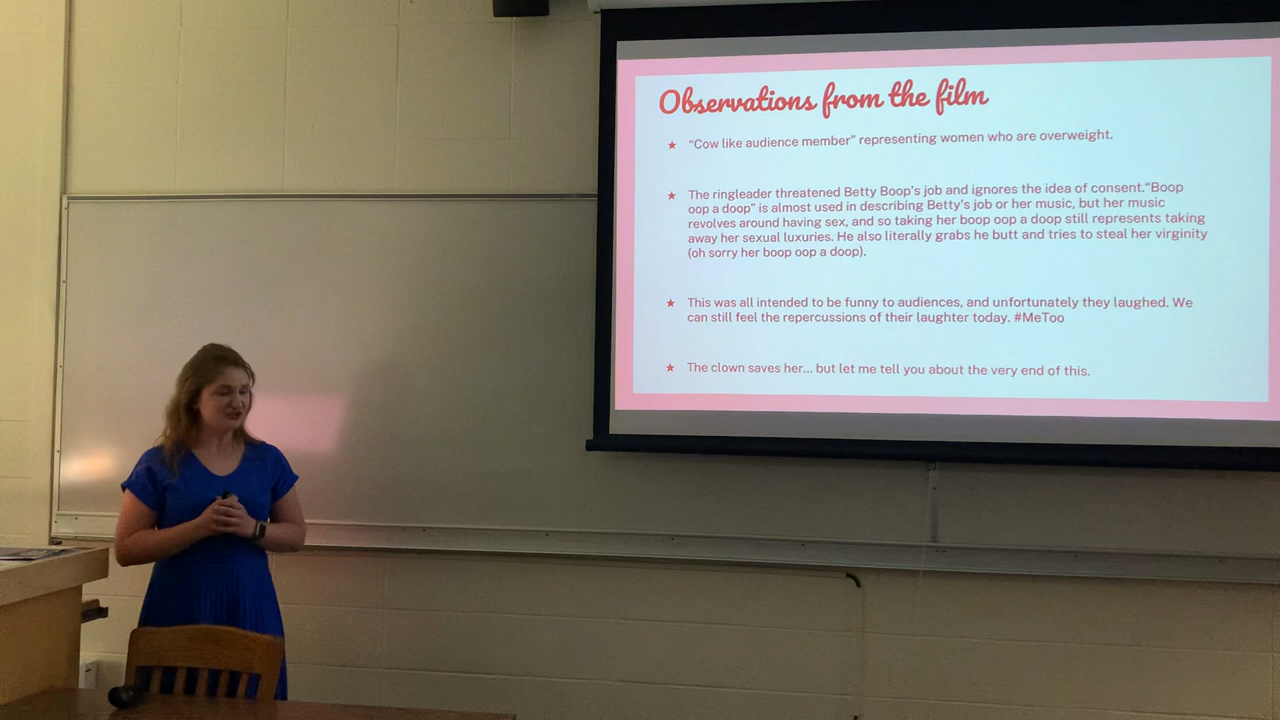 Observations from the film
★ “Cow like audience member” representing women who are overweight.
★ The ringleader threatened Betty Boop’s job and ignores the idea of consent.“Boop
oop a doop” is almost used in describing Betty’s job or her music, but her music
revolves around having sex, and so taking her boop oop a doop still represents taking
away her sexual luxuries. He also literally grabs he butt and tries to steal her virginity
(oh sorry her boop oop a doop).
★ This was all intended to be funny to audiences, and unfortunately they laughed. We
can still feel the repercussions of their laughter today. #MeToo
★ The clown saves her... but let me tell you about the very end of this.